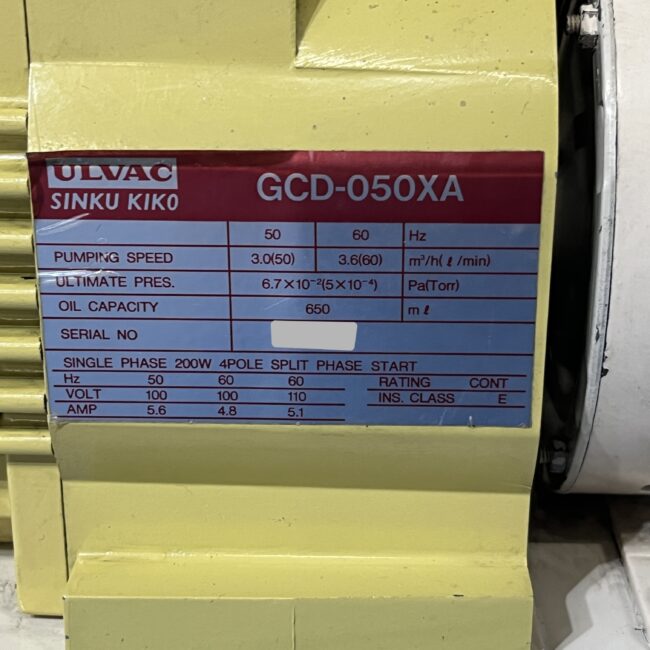 ULVAC
SINKU KIKO
GCD-050XA
50 60 Hz
PUMPING SPEED 3.0(50) 3.6(60) m³/h(ℓ/min)
ULTIMATE PRES. 6.7×10⁻²(5×10⁻⁴) Pa(Torr)
OIL CAPACITY 650 mℓ
SERIAL NO
SINGLE PHASE 200W 4POLE SPLIT PHASE START
Hz 50 60 60 RATING CONT
VOLT 100 100 110 INS. CLASS E
AMP 5.6 4.8 5.1